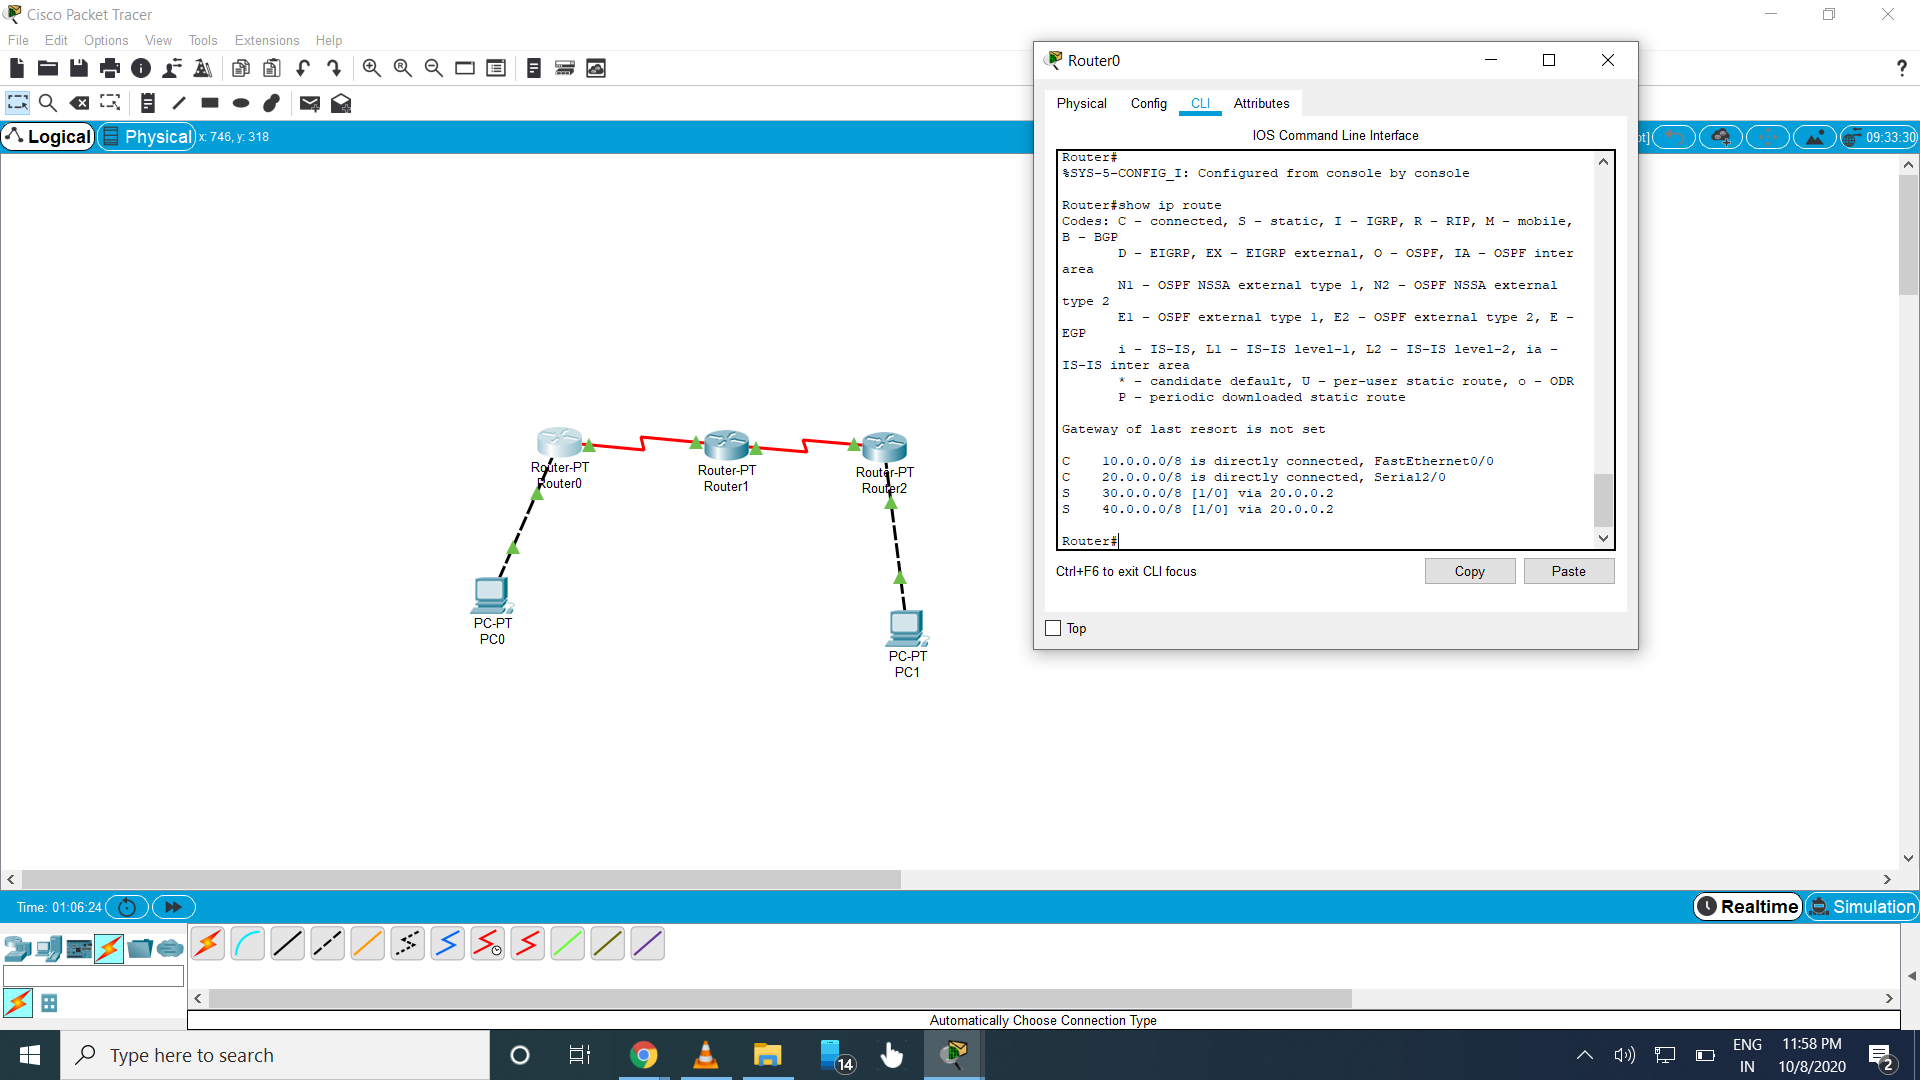 Cisco Packet Tracer
File Edit Options View Tools Extensions Help
Logical Physical x: 746, y: 318
09:33:30
Router0
Physical Config CLI Attributes
IOS Command Line Interface
Router#
%SYS-5-CONFIG_I: Configured from console by console
Router#show ip route
Codes: C - connected, S - static, I - IGRP, R - RIP, M - mobile,
B - BGP
D - EIGRP, EX - EIGRP external, O - OSPF, IA - OSPF inter
area
N1 - OSPF NSSA external type 1, N2 - OSPF NSSA external
type 2
E1 - OSPF external type 1, E2 - OSPF external type 2, E -
EGP
i - IS-IS, L1 - IS-IS level-1, L2 - IS-IS level-2, ia -
IS-IS inter area
* - candidate default, U - per-user static route, o - ODR
P - periodic downloaded static route
Gateway of last resort is not set
C 10.0.0.0/8 is directly connected, FastEthernet0/0
C 20.0.0.0/8 is directly connected, Serial2/0
S 30.0.0.0/8 [1/0] via 20.0.0.2
S 40.0.0.0/8 [1/0] via 20.0.0.2
Router#
Ctrl+F6 to exit CLI focus
Copy
Paste
Top
Router-PT
Router0
Router-PT
Router1
Router-PT
Router2
PC-PT
PC0
PC-PT
PC1
Time: 01:06:24
Realtime
Simulation
Automatically Choose Connection Type
Type here to search
14
ENG
IN
11:58 PM
10/8/2020
2